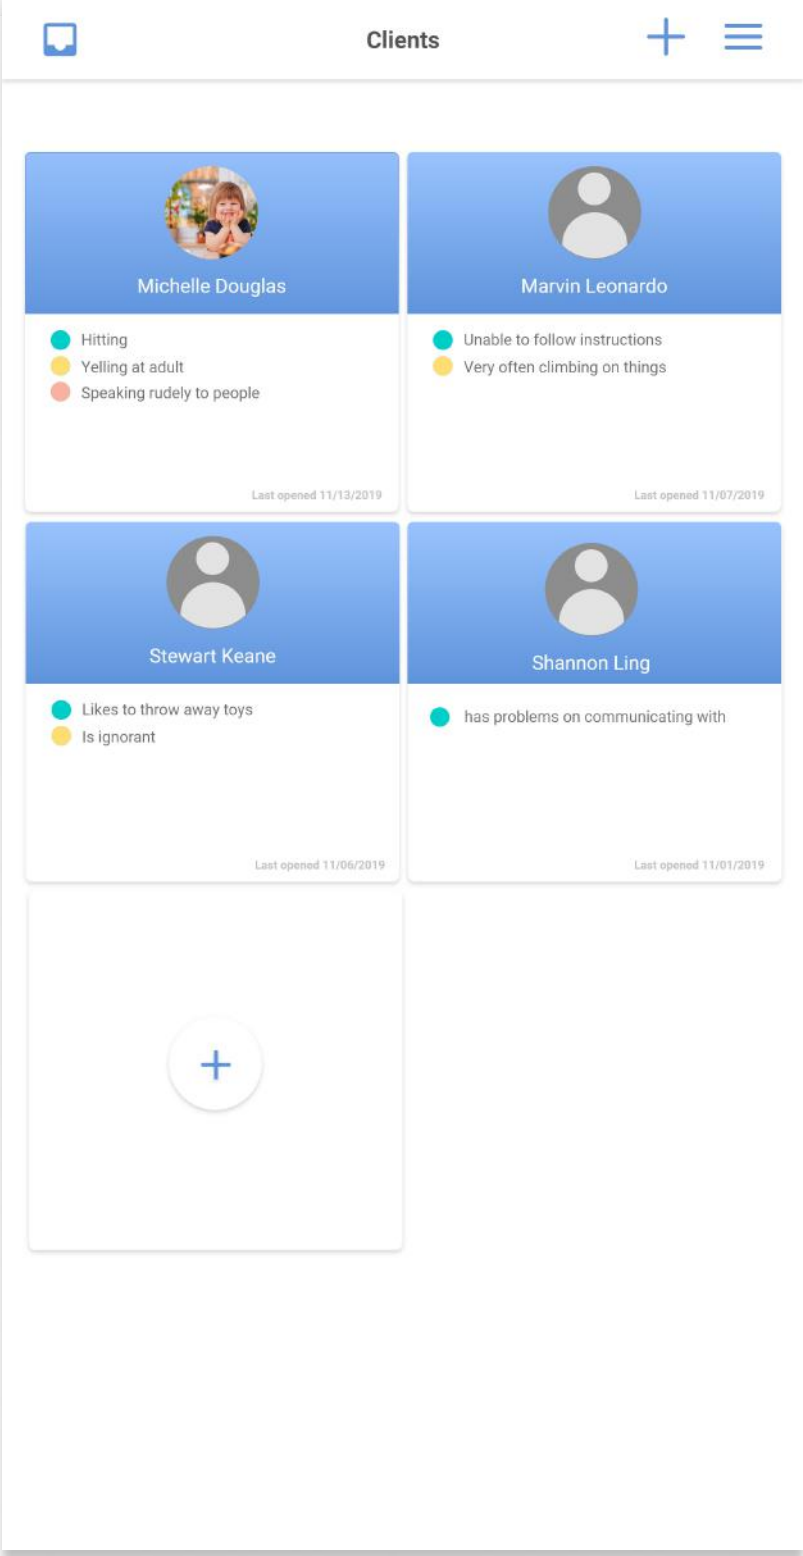 Clients
Michelle Douglas
Hitting
Yelling at adult
Speaking rudely to people
Last opened 11/13/2019
Marvin Leonardo
Unable to follow instructions
Very often climbing on things
Last opened 11/07/2019
Stewart Keane
Likes to throw away toys
Is ignorant
Last opened 11/06/2019
Shannon Ling
has problems on communicating with
Last opened 11/01/2019